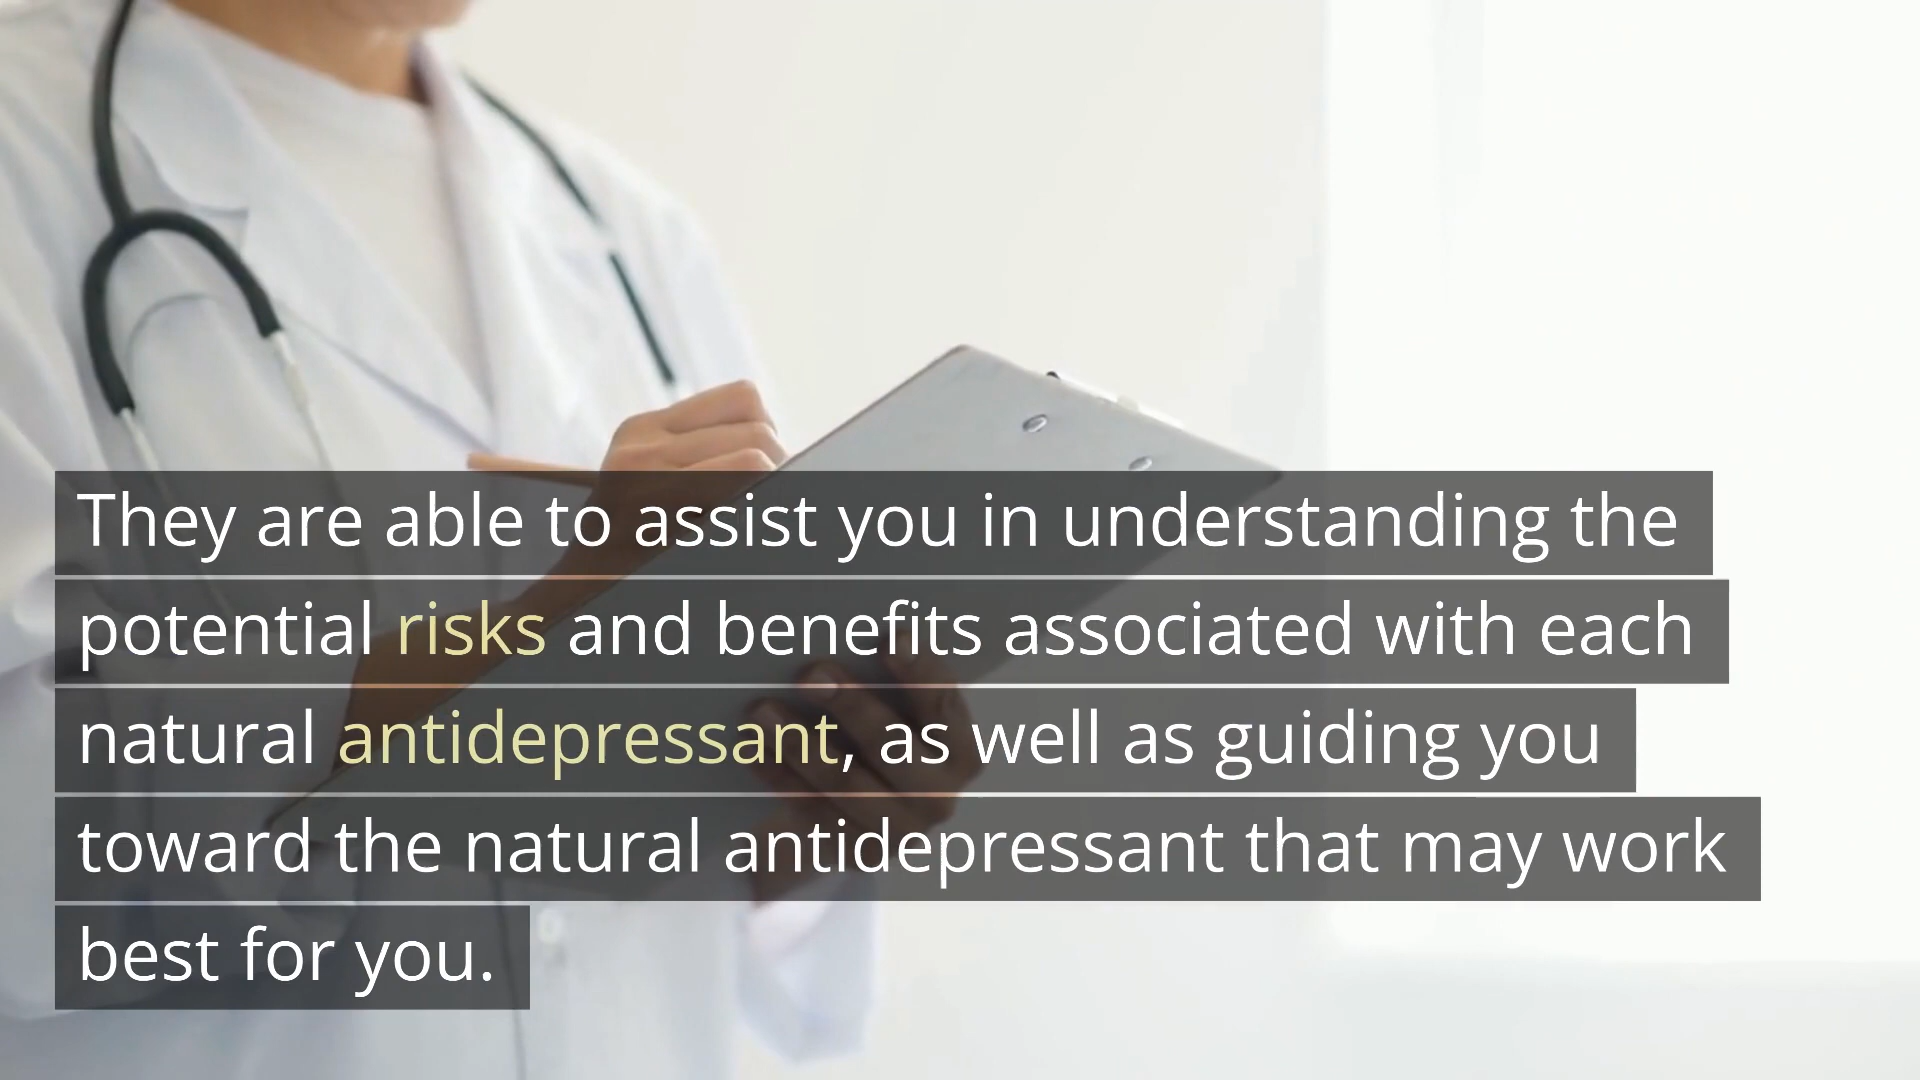 They are able to assist you in understanding the
potential risks and benefits associated with each
natural antidepressant, as well as guiding you
toward the natural antidepressant that may work
best for you.